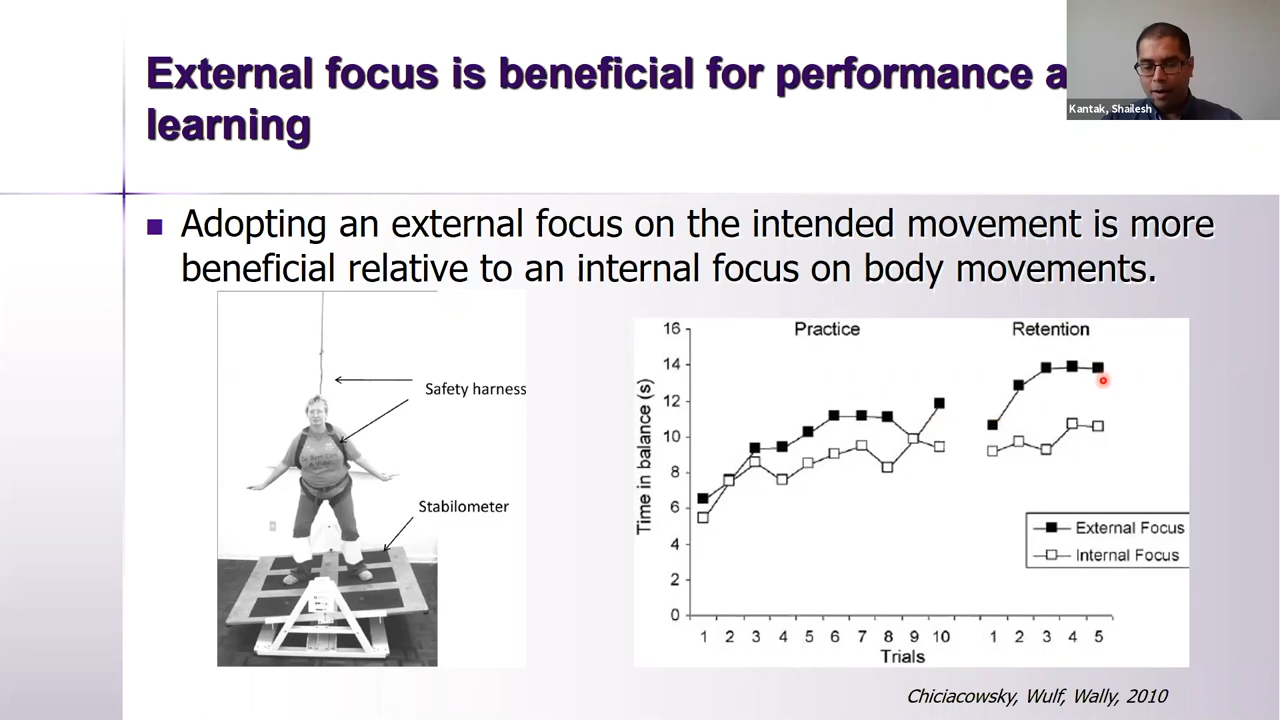 External focus is beneficial for performance a
learning
Kantak, Shailesh
Adopting an external focus on the intended movement is more
beneficial relative to an internal focus on body movements.
Safety harness
Stabilometer
Practice
Retention
Time in balance (s)
16
14
12
10
8
6
4
2
0
External Focus
Internal Focus
1 2 3 4 5 6 7 8 9 10 1 2 3 4 5
Trials
Chiciacowsky, Wulf, Wally, 2010